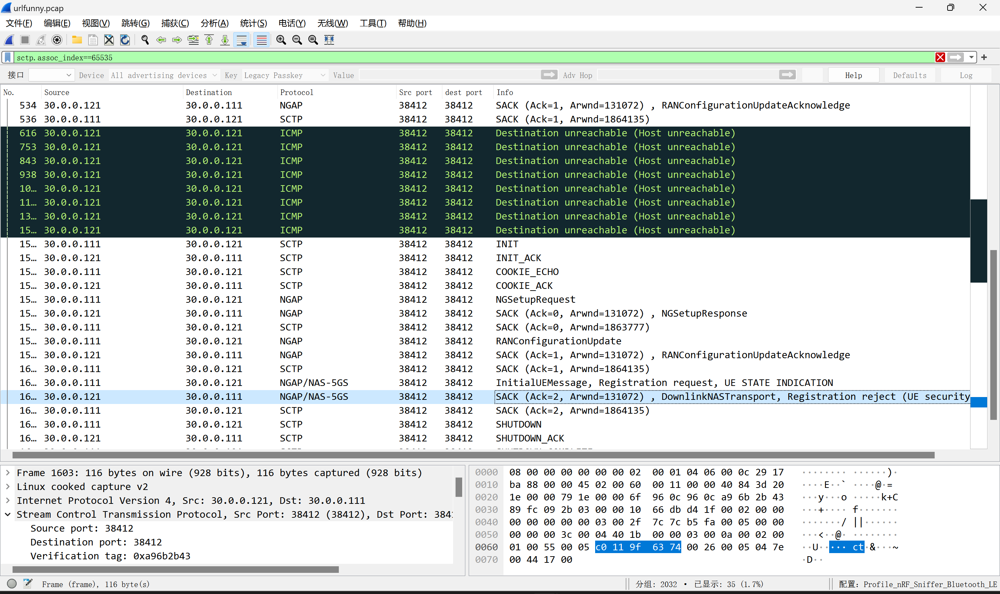 urlfunny.pcap
文件(F) 编辑(E) 视图(V) 跳转(G) 捕获(C) 分析(A) 统计(S) 电话(Y) 无线(W) 工具(T) 帮助(H)
sctp.assoc_index==65535
接口 Device All advertising devices Key Legacy Passkey Value Adv Hop Help Defaults Log
No. Source Destination Protocol Src port dest port Info
534 30.0.0.121 30.0.0.111 NGAP 38412 38412 SACK (Ack=1, Arwnd=131072) , RANConfigurationUpdateAcknowledge
536 30.0.0.111 30.0.0.121 SCTP 38412 38412 SACK (Ack=1, Arwnd=1864135)
616 30.0.0.121 30.0.0.121 ICMP 38412 38412 Destination unreachable (Host unreachable)
753 30.0.0.121 30.0.0.121 ICMP 38412 38412 Destination unreachable (Host unreachable)
843 30.0.0.121 30.0.0.121 ICMP 38412 38412 Destination unreachable (Host unreachable)
938 30.0.0.121 30.0.0.121 ICMP 38412 38412 Destination unreachable (Host unreachable)
10… 30.0.0.121 30.0.0.121 ICMP 38412 38412 Destination unreachable (Host unreachable)
11… 30.0.0.121 30.0.0.121 ICMP 38412 38412 Destination unreachable (Host unreachable)
13… 30.0.0.121 30.0.0.121 ICMP 38412 38412 Destination unreachable (Host unreachable)
15… 30.0.0.121 30.0.0.121 ICMP 38412 38412 Destination unreachable (Host unreachable)
15… 30.0.0.111 30.0.0.121 SCTP 38412 38412 INIT
15… 30.0.0.121 30.0.0.111 SCTP 38412 38412 INIT_ACK
15… 30.0.0.111 30.0.0.121 SCTP 38412 38412 COOKIE_ECHO
15… 30.0.0.121 30.0.0.111 SCTP 38412 38412 COOKIE_ACK
15… 30.0.0.111 30.0.0.121 NGAP 38412 38412 NGSetupRequest
15… 30.0.0.121 30.0.0.111 NGAP 38412 38412 SACK (Ack=0, Arwnd=131072) , NGSetupResponse
15… 30.0.0.111 30.0.0.121 SCTP 38412 38412 SACK (Ack=0, Arwnd=1863777)
15… 30.0.0.111 30.0.0.121 NGAP 38412 38412 RANConfigurationUpdate
15… 30.0.0.121 30.0.0.111 NGAP 38412 38412 SACK (Ack=1, Arwnd=131072) , RANConfigurationUpdateAcknowledge
16… 30.0.0.111 30.0.0.121 SCTP 38412 38412 SACK (Ack=1, Arwnd=1864135)
16… 30.0.0.111 30.0.0.121 NGAP/NAS-5GS 38412 38412 InitialUEMessage, Registration request, UE STATE INDICATION
16… 30.0.0.121 30.0.0.111 NGAP/NAS-5GS 38412 38412 SACK (Ack=2, Arwnd=131072) , DownlinkNASTransport, Registration reject (UE security
16… 30.0.0.111 30.0.0.121 SCTP 38412 38412 SACK (Ack=2, Arwnd=1864135)
16… 30.0.0.111 30.0.0.121 SCTP 38412 38412 SHUTDOWN
16… 30.0.0.121 30.0.0.111 SCTP 38412 38412 SHUTDOWN_ACK
Frame 1603: 116 bytes on wire (928 bits), 116 bytes captured (928 bits)
Linux cooked capture v2
Internet Protocol Version 4, Src: 30.0.0.121, Dst: 30.0.0.111
Stream Control Transmission Protocol, Src Port: 38412 (38412), Dst Port: 384
Source port: 38412
Destination port: 38412
Verification tag: 0xa96b2b43
0000 08 00 00 00 00 00 00 02 00 01 04 06 00 0c 29 17 ········ ······)·
0010 ba 88 00 00 45 02 00 60 00 11 00 00 40 84 3d 20 ····E··` ····@·=
0020 1e 00 00 79 1e 00 00 6f 96 0c 96 0c a9 6b 2b 43 ···y···o ·····k+C
0030 89 fc 09 2b 03 00 00 10 66 db d4 1f 00 02 00 00 ···+···· f·······
0040 00 00 00 00 00 03 00 2f 7c 7c b5 fa 00 05 00 00 ·······/ ||······
0050 00 00 00 3c 00 04 40 1b 00 00 03 00 0a 00 02 00 ···<··@· ········
0060 01 00 55 00 05 c0 11 9f 63 74 00 26 00 05 04 7e ··U····· ct·&···~
0070 00 44 17 00 ·D··
Frame (frame), 116 byte(s) 分组: 2032 · 已显示: 35 (1.7%) 配置: Profile_nRF_Sniffer_Bluetooth_LE